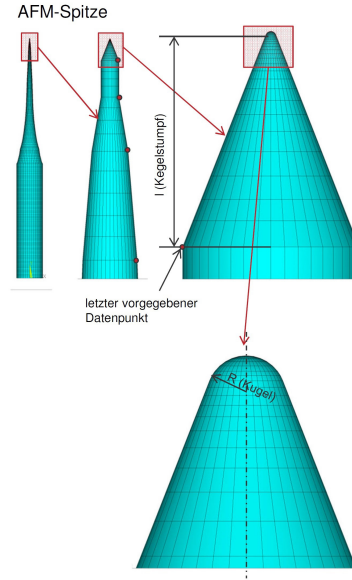 AFM-Spitze
l (Kegelstumpf)
letzter vorgegebener
Datenpunkt
R (Kugel)